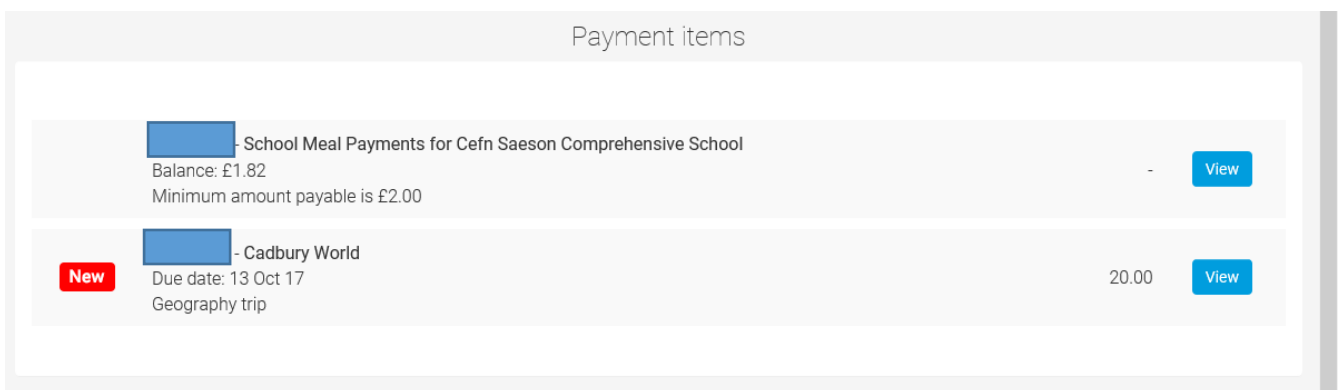 Payment items
- School Meal Payments for Cefn Saeson Comprehensive School
Balance: £1.82
Minimum amount payable is £2.00
-
View
- Cadbury World
New
Due date: 13 Oct 17
20.00
View
Geography trip